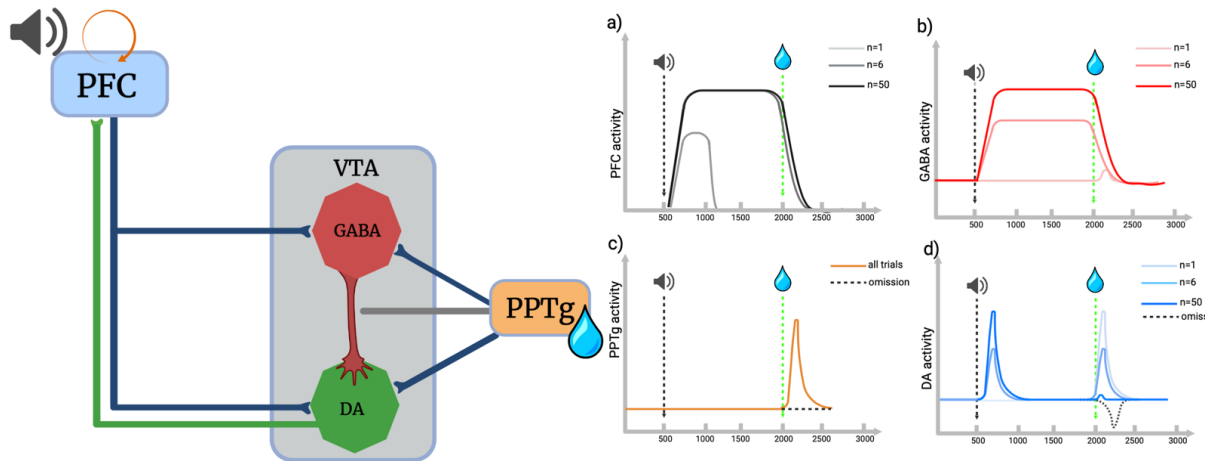 PFC
VTA
GABA
DA
PPTg
a)
PFC activity
n=1
n=6
n=50
500 1000 1500 2000 2500 3000
b)
GABA activity
n=1
n=6
n=50
500 1000 1500 2000 2500 3000
c)
PPTg activity
all trials
omission
500 1000 1500 2000 2500 3000
d)
DA activity
n=1
n=6
n=50
omiss
500 1000 1500 2000 2500 3000